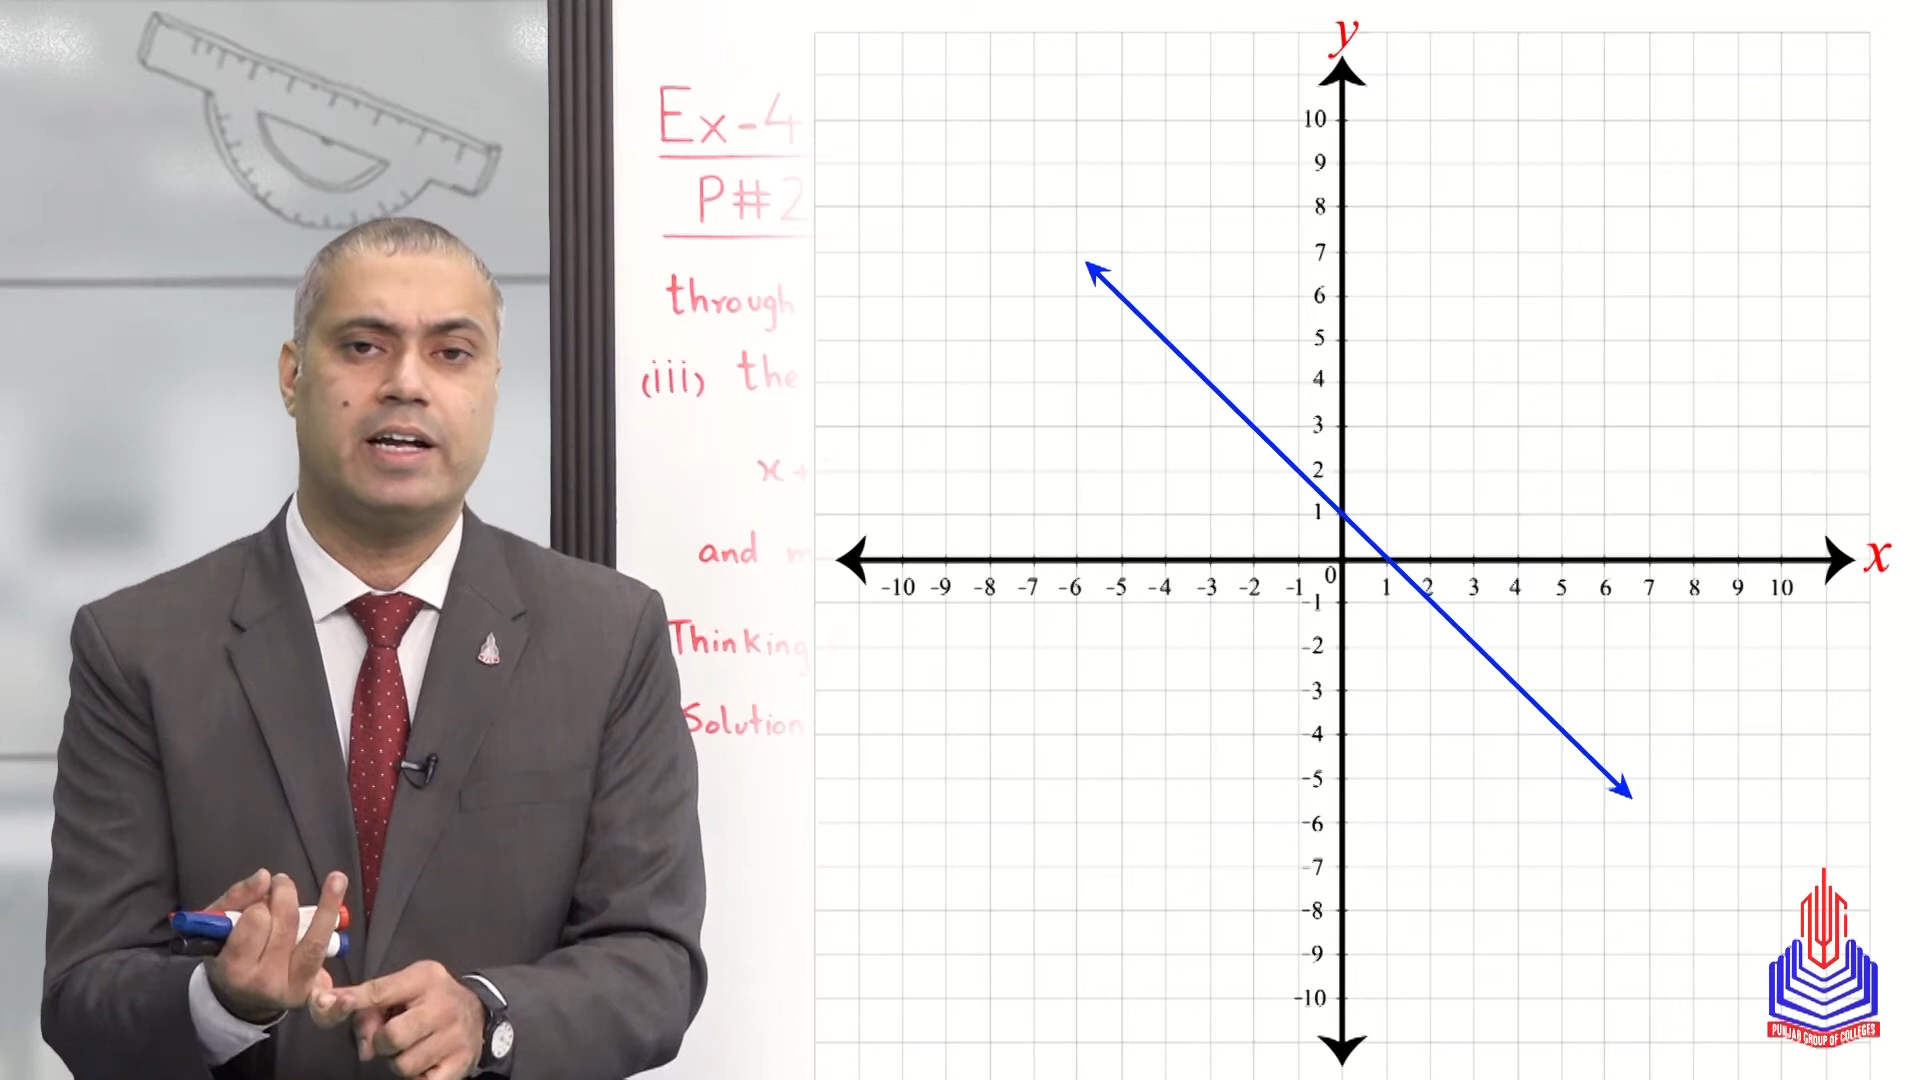 Ex-4
P#2
through
(iii) the
x +
and m
Thinking
Solution
y
10
9
8
7
6
5
4
3
2
1
x
-10 -9 -8 -7 -6 -5 -4 -3 -2 -1 0 1 2 3 4 5 6 7 8 9 10
-1
-2
-3
-4
-5
-6
-7
-8
-9
-10
PUNJAB GROUP OF COLLEGES